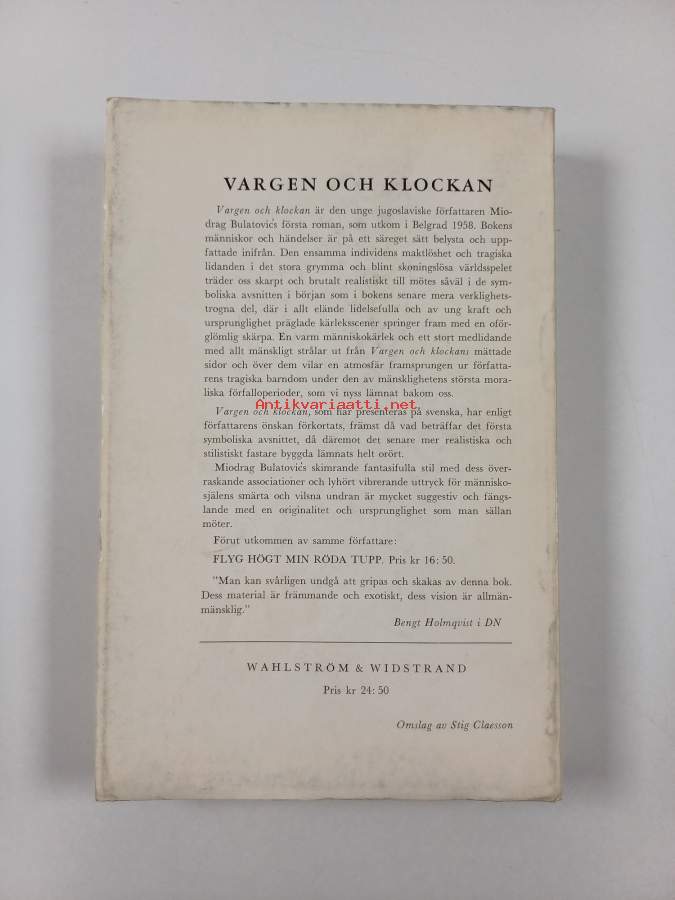 VARGEN OCH KLOCKAN
Vargen och klockan är den unge jugoslaviske författaren Mio-
drag Bulatovićs första roman, som utkom i Belgrad 1958. Bokens
människor och händelser är på ett säreget sätt belysta och upp-
fattade inifrån. Den ensamma individens maktlöshet och tragiska
lidanden i det stora grymma och blint skoningslösa världsspelet
träder oss skarpt och brutalt realistiskt till mötes såväl i de sym-
boliska avsnitten i början som i bokens senare mera verklighets-
trogna del, där i allt elände lidelsefulla och av ung kraft och
ursprunglighet präglade kärleksscener springer fram med en oför-
glömlig skärpa. En varm människokärlek och ett stort medlidande
med allt mänskligt strålar ut från Vargen och klockans mättade
sidor och över dem vilar en atmosfär framsprungen ur författa-
rens tragiska barndom under den av mänsklighetens största mora-
liska förfalloperioder, som vi nyss lämnat bakom oss.
Antikvariaatti.net
Vargen och klockan, som här presenteras på svenska, har enligt
författarens önskan förkortats, främst då vad beträffar det första
symboliska avsnittet, då däremot det senare mer realistiska och
stilistiskt fastare byggda lämnats helt orört.
Miodrag Bulatovićs skimrande fantasifulla stil med dess över-
raskande associationer och lyhört vibrerande uttryck för människo-
själens smärta och vilsna undran är mycket suggestiv och fängs-
lande med en originalitet och ursprunglighet som man sällan
möter.
Förut utkommen av samme författare:
FLYG HÖGT MIN RÖDA TUPP. Pris kr 16: 50.
"Man kan svårligen undgå att gripas och skakas av denna bok.
Dess material är främmande och exotiskt, dess vision är allmän-
mänsklig."
Bengt Holmqvist i DN
WAHLSTRÖM & WIDSTRAND
Pris kr 24: 50
Omslag av Stig Claesson